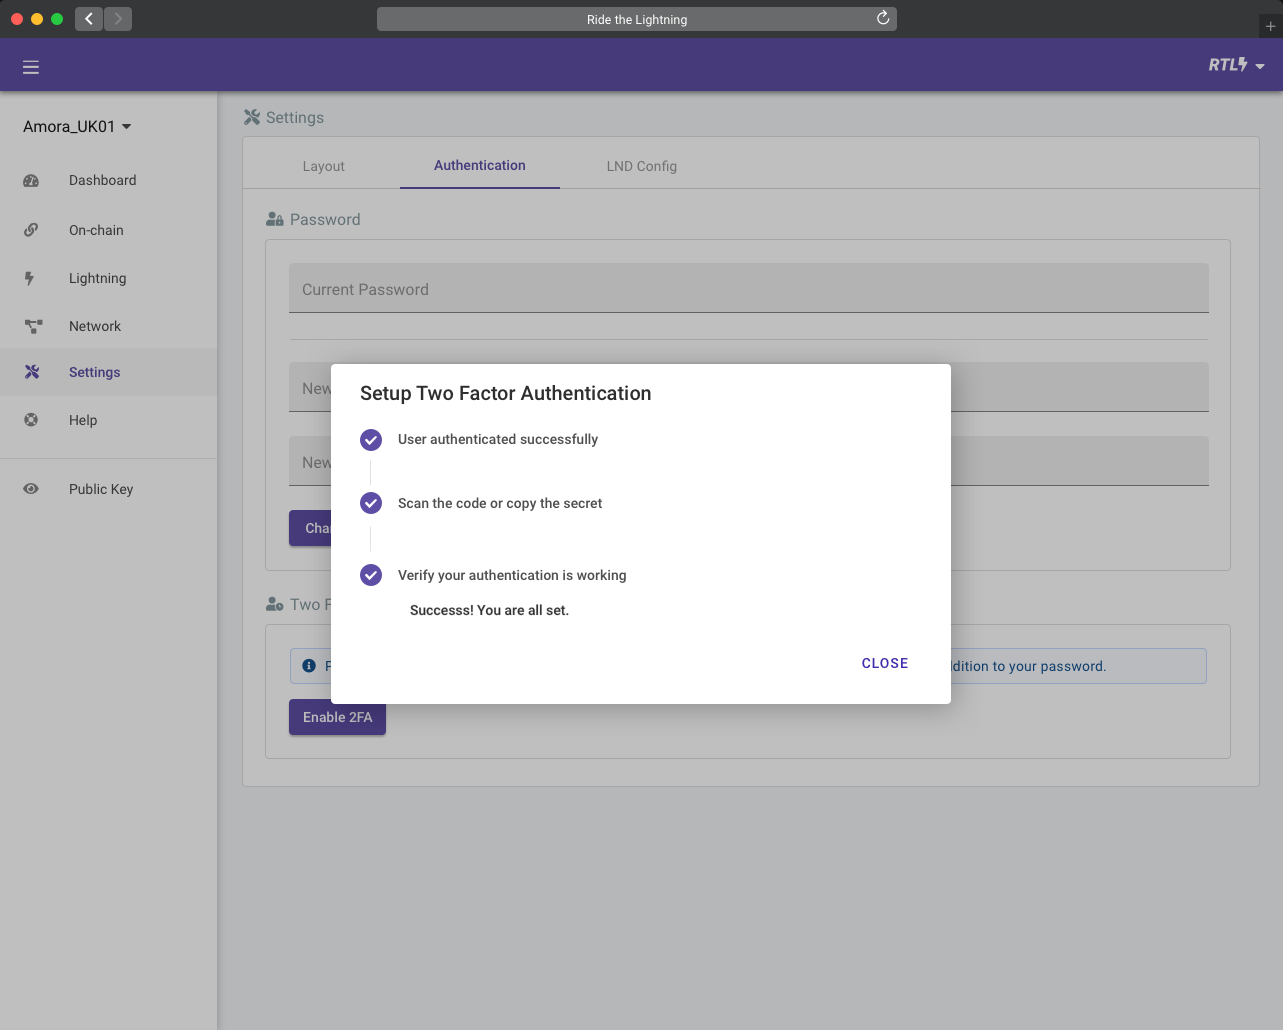 Ride the Lightning
RTL
Amora_UK01
Dashboard
On-chain
Lightning
Network
Settings
Help
Public Key
Settings
Layout
Authentication
LND Config
Password
Current Password
New
New
Setup Two Factor Authentication
User authenticated successfully
Scan the code or copy the secret
Verify your authentication is working
Successs! You are all set.
CLOSE
Two
dition to your password.
Enable 2FA